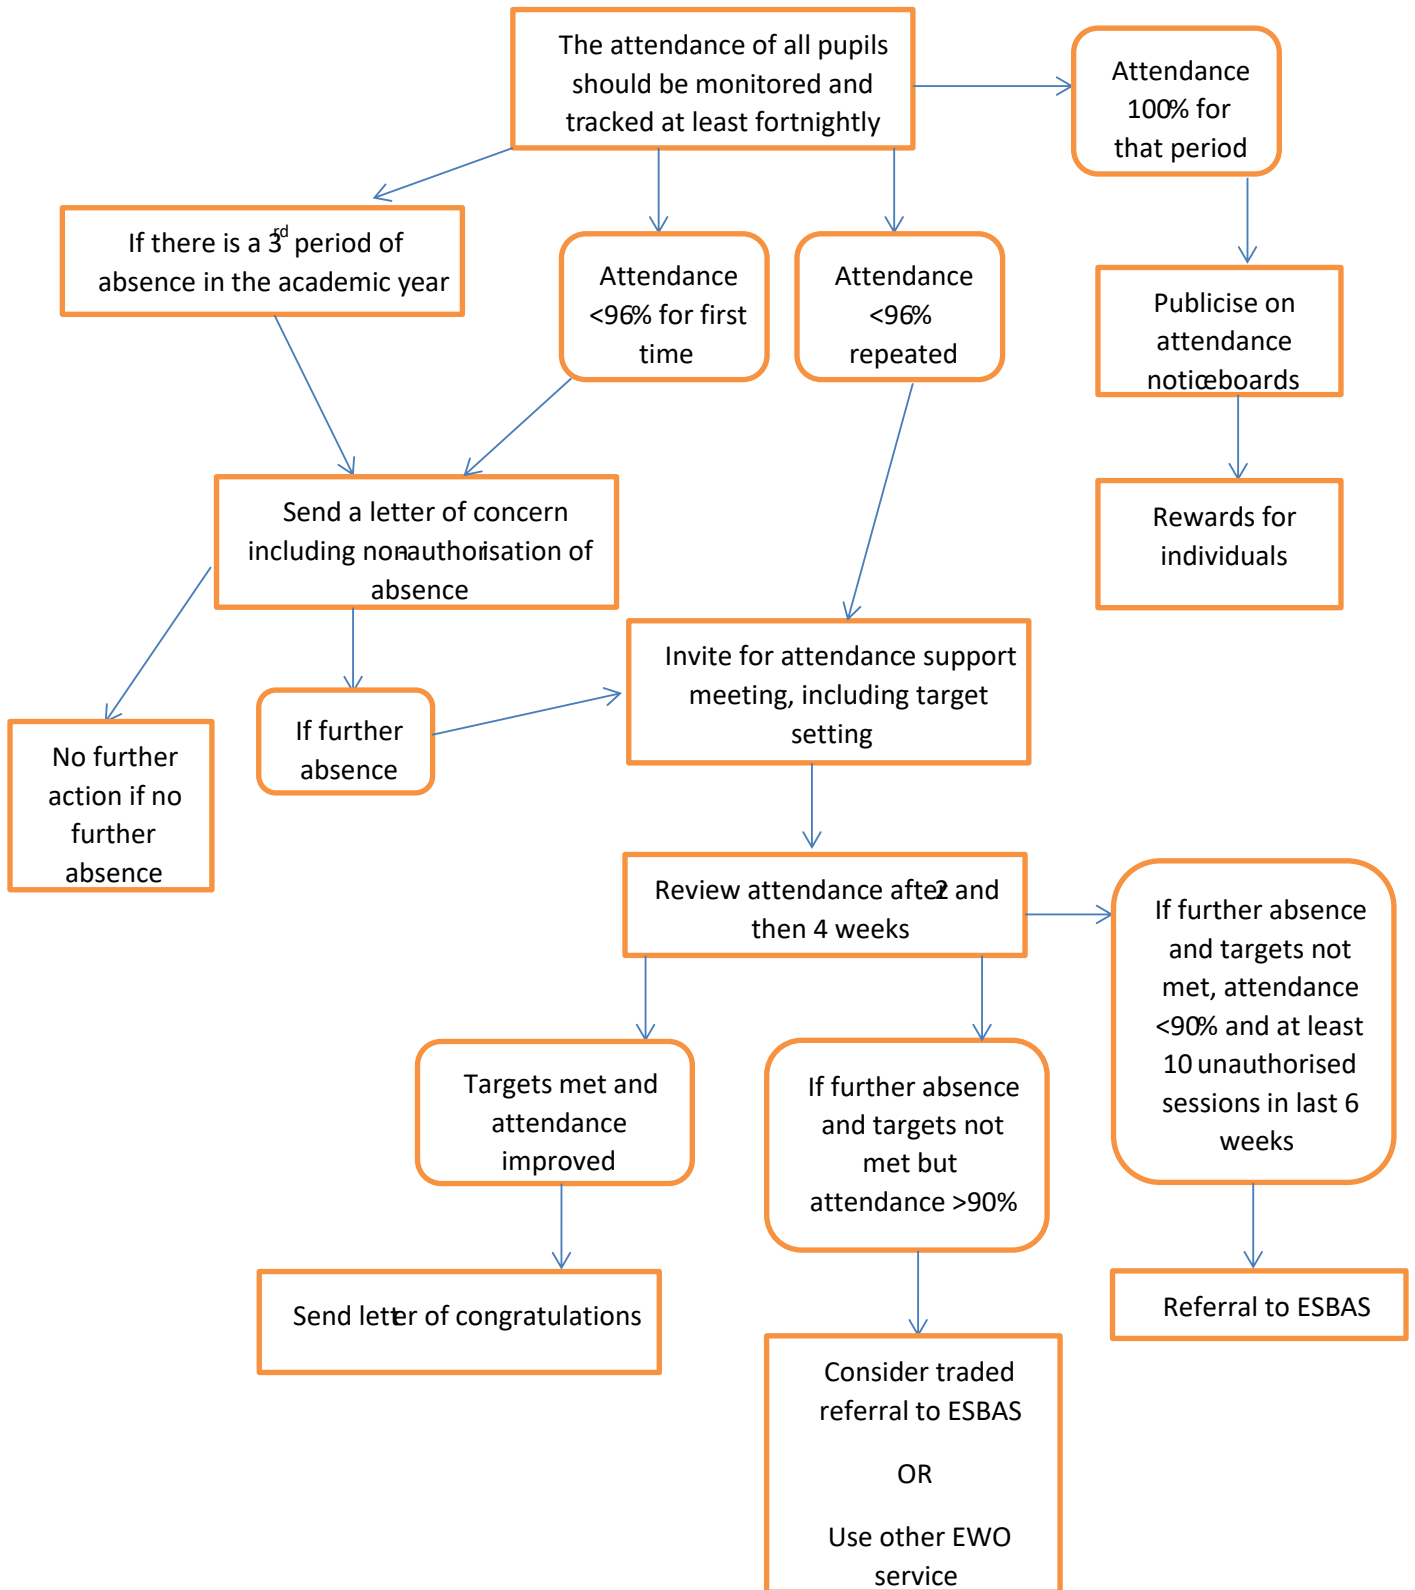 The attendance of all pupils
should be monitored and
tracked at least fortnightly
Attendance
100% for
that period
If there is a 3rd period of
absence in the academic year
Attendance
<96% for first
time
Attendance
<96%
repeated
Publicise on
attendance
noticeboards
Rewards for
individuals
Send a letter of concern
including non-authorisation of
absence
Invite for attendance support
meeting, including target
setting
If further
absence
No further
action if no
further
absence
Review attendance after 2 and
then 4 weeks
If further absence
and targets not
met, attendance
<90% and at least
10 unauthorised
sessions in last 6
weeks
Targets met and
attendance
improved
If further absence
and targets not
met but
attendance >90%
Send letter of congratulations
Referral to ESBAS
Consider traded
referral to ESBAS
OR
Use other EWO
service